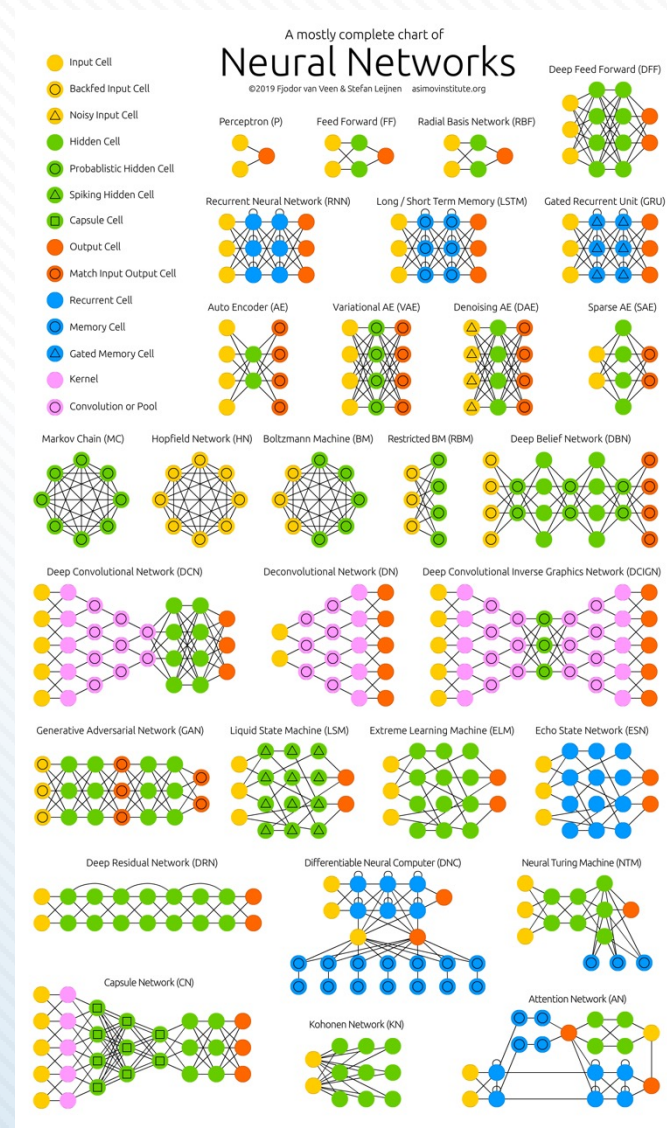 A mostly complete chart of
Neural Networks
©2019 Fjodor van Veen & Stefan Leijnen asimovinstitute.org
Input Cell
Backfed Input Cell
Noisy Input Cell
Hidden Cell
Probablistic Hidden Cell
Spiking Hidden Cell
Capsule Cell
Output Cell
Match Input Output Cell
Recurrent Cell
Memory Cell
Gated Memory Cell
Kernel
Convolution or Pool
Deep Feed Forward (DFF)
Perceptron (P)
Feed Forward (FF)
Radial Basis Network (RBF)
Recurrent Neural Network (RNN)
Long / Short Term Memory (LSTM)
Gated Recurrent Unit (GRU)
Auto Encoder (AE)
Variational AE (VAE)
Denoising AE (DAE)
Sparse AE (SAE)
Markov Chain (MC)
Hopfield Network (HN)
Boltzmann Machine (BM)
Restricted BM (RBM)
Deep Belief Network (DBN)
Deep Convolutional Network (DCN)
Deconvolutional Network (DN)
Deep Convolutional Inverse Graphics Network (DCIGN)
Generative Adversarial Network (GAN)
Liquid State Machine (LSM)
Extreme Learning Machine (ELM)
Echo State Network (ESN)
Deep Residual Network (DRN)
Differentiable Neural Computer (DNC)
Neural Turing Machine (NTM)
Capsule Network (CN)
Kohonen Network (KN)
Attention Network (AN)